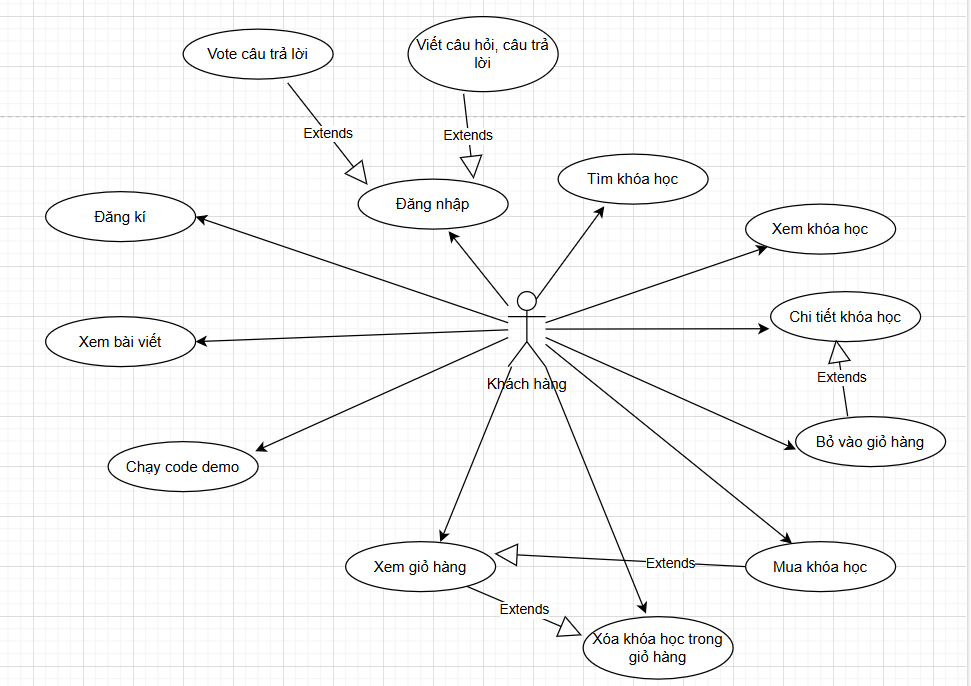 Vote câu trả lời
Viết câu hỏi, câu trả
lời
Extends
Extends
Tìm khóa học
Đăng nhập
Đăng kí
Xem khóa học
Chi tiết khóa học
Xem bài viết
Extends
Khách hàng
Bỏ vào giỏ hàng
Chạy code demo
Xem giỏ hàng
Extends
Mua khóa học
Extends
Xóa khóa học trong
giỏ hàng